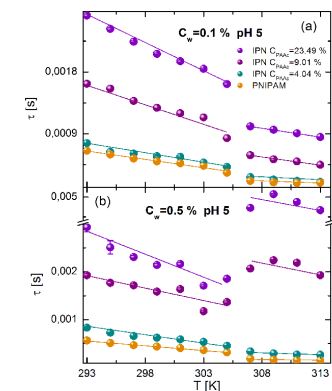 C_w=0.1 % pH 5 (a)
IPN C_PAAc=23.49 %
IPN C_PAAc=9.01 %
IPN C_PAAc=4.04 %
PNIPAM
0,0018
0,0009
τ [s]
(b) C_w=0.5 % pH 5
0,005
0,002
0,001
τ [s]
293 298 303 308 313
T [K]